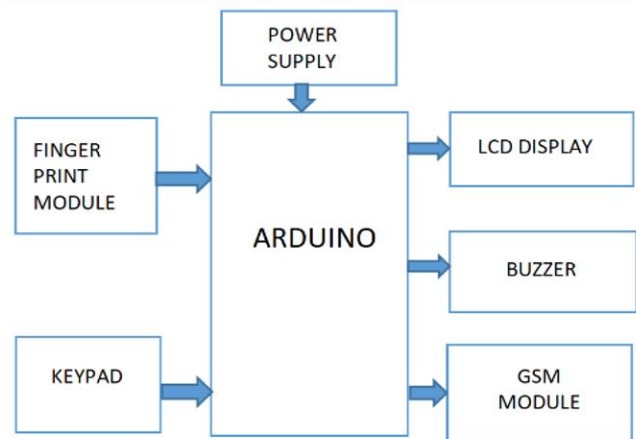 POWER
SUPPLY
FINGER
PRINT
MODULE
LCD DISPLAY
ARDUINO
BUZZER
KEYPAD
GSM
MODULE